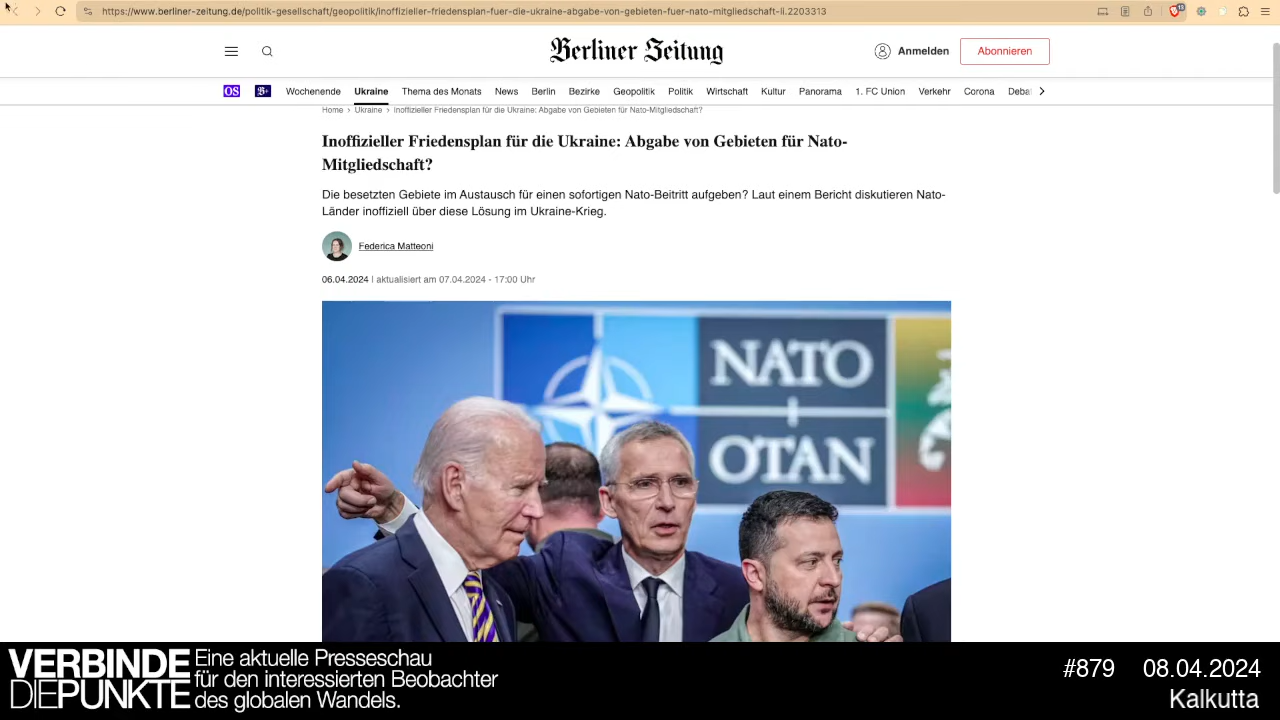 https://www.berliner-zeitung.de/politik-gesellschaft/geopolitik/die-ukraine-abgabe-von-gebieten-fuer-nato-mitgliedschaft-li.2203313
Berliner Zeitung
Anmelden
Abonnieren
OS
B
Wochenende Ukraine Thema des Monats News Berlin Bezirke Geopolitik Politik Wirtschaft Kultur Panorama 1. FC Union Verkehr Corona Deba
Home › Ukraine › Inoffizieller Friedensplan für die Ukraine: Abgabe von Gebieten für Nato-Mitgliedschaft?
Inoffizieller Friedensplan für die Ukraine: Abgabe von Gebieten für Nato-
Mitgliedschaft?
Die besetzten Gebiete im Austausch für einen sofortigen Nato-Beitritt aufgeben? Laut einem Bericht diskutieren Nato-
Länder inoffiziell über diese Lösung im Ukraine-Krieg.
Federica Matteoni
06.04.2024 | aktualisiert am 07.04.2024 - 17:00 Uhr
NATO
OTAN
VERBINDE
DIEPUNKTE
Eine aktuelle Presseschau
für den interessierten Beobachter
des globalen Wandels.
#879 08.04.2024
Kalkutta